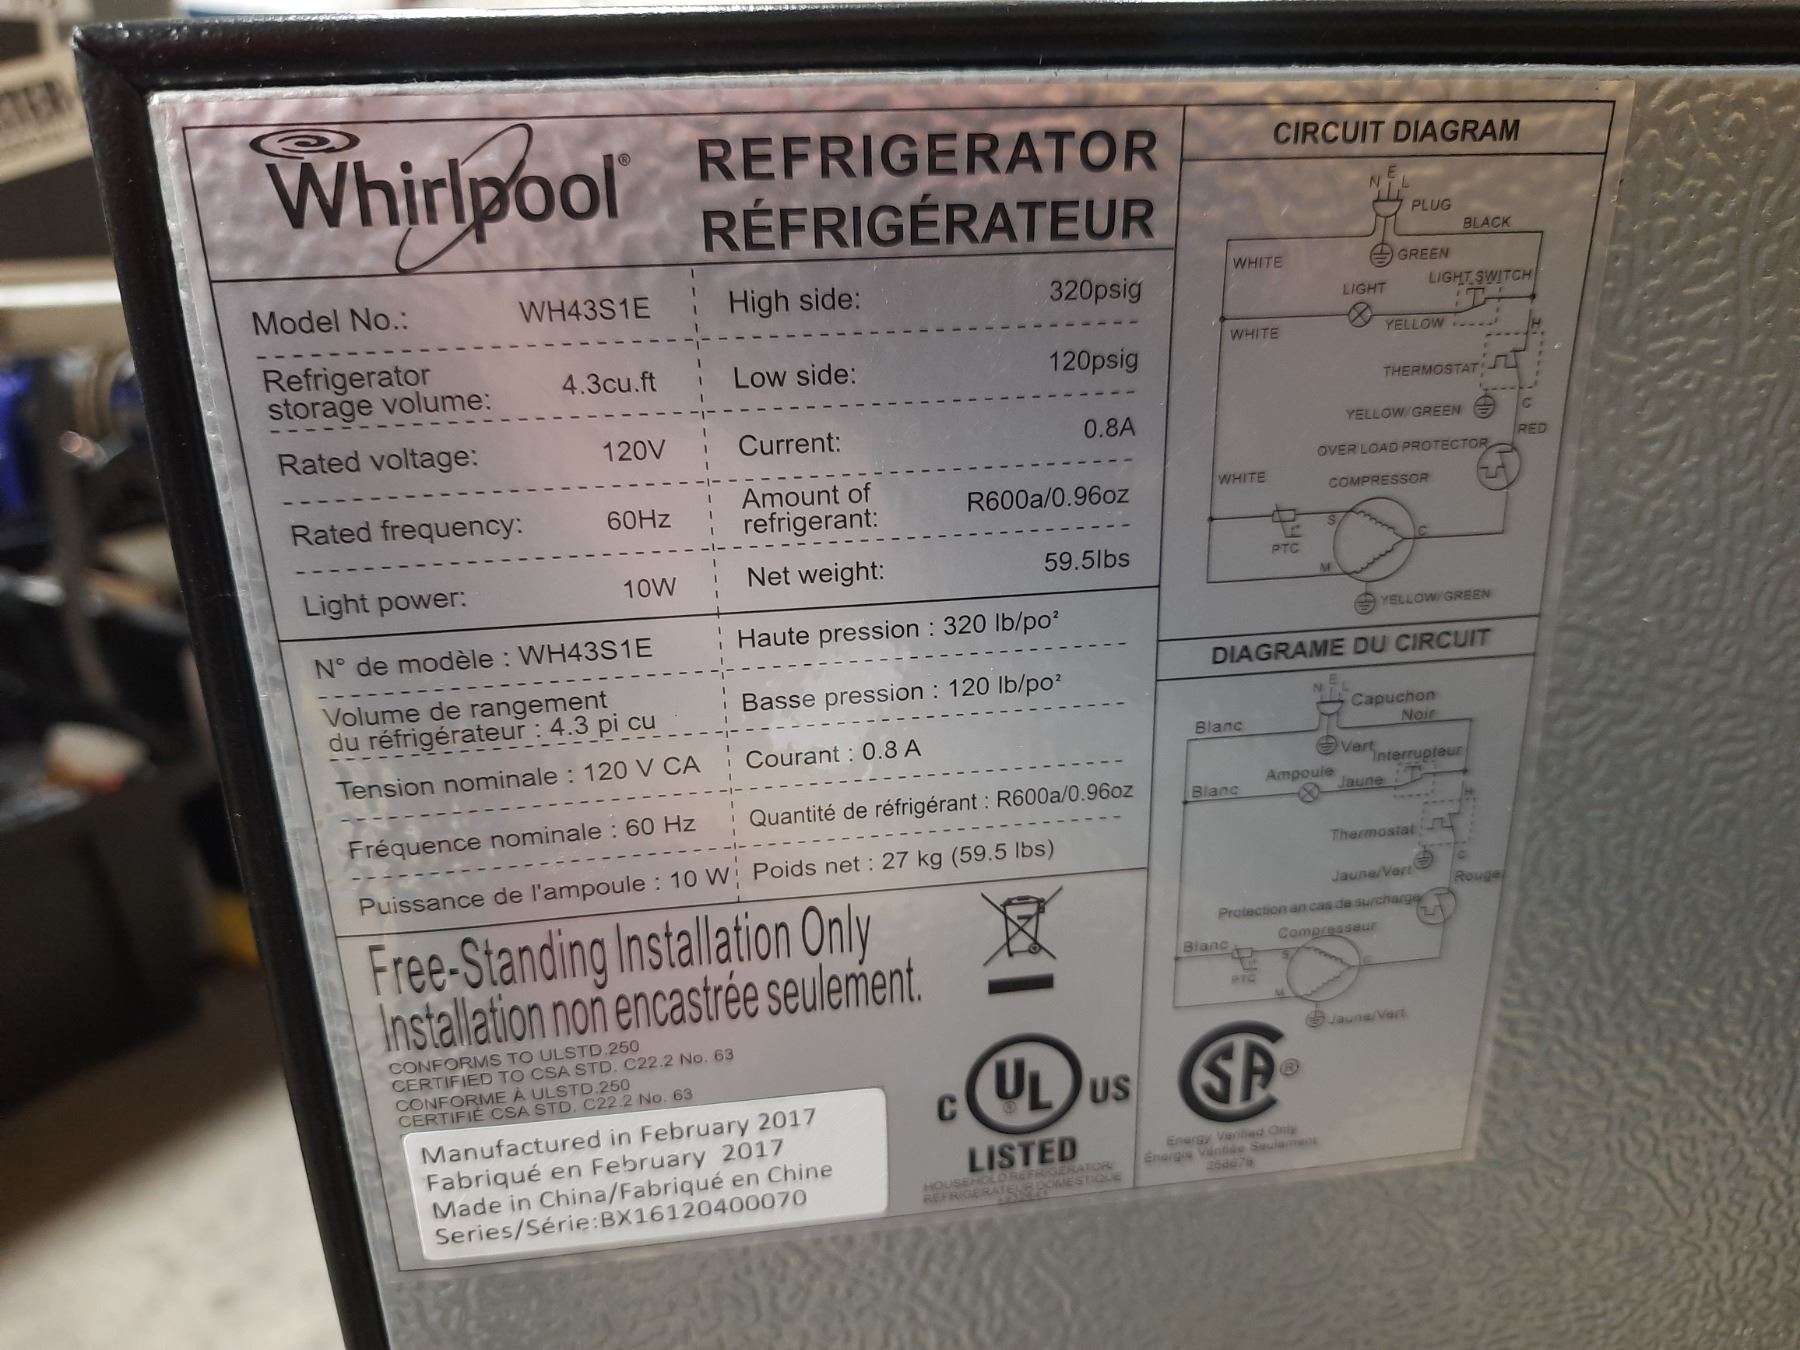 Whirlpool®
REFRIGERATOR
RÉFRIGÉRATEUR
Model No.: WH43S1E
Refrigerator
storage volume: 4.3cu.ft
Rated voltage: 120V
Rated frequency: 60Hz
Light power: 10W
High side: 320psig
Low side: 120psig
Current: 0.8A
Amount of
refrigerant: R600a/0.96oz
Net weight: 59.5lbs
N° de modèle : WH43S1E
Volume de rangement
du réfrigérateur : 4.3 pi cu
Tension nominale : 120 V CA
Fréquence nominale : 60 Hz
Puissance de l'ampoule : 10 W
Haute pression : 320 lb/po²
Basse pression : 120 lb/po²
Courant : 0.8 A
Quantité de réfrigérant : R600a/0.96oz
Poids net : 27 kg (59.5 lbs)
Free-Standing Installation Only
Installation non encastrée seulement.
CONFORMS TO ULSTD.250
CERTIFIED TO CSA STD. C22.2 No. 63
CONFORME À ULSTD.250
CERTIFIÉ CSA STD. C22.2 No. 63
Manufactured in February 2017
Fabriqué en February 2017
Made in China/Fabriqué en Chine
Series/Série:BX16120400070
C UL® US
LISTED
HOUSEHOLD REFRIGERATOR/
RÉFRIGÉRATEUR DOMESTIQUE
CIRCUIT DIAGRAM
N E L
PLUG
BLACK
GREEN
WHITE
LIGHT SWITCH
LIGHT
YELLOW
WHITE
H
THERMOSTAT
YELLOW/GREEN
C
RED
OVER LOAD PROTECTOR
WHITE
COMPRESSOR
S
C
PTC
M
YELLOW/GREEN
DIAGRAME DU CIRCUIT
N E L
Capuchon
Noir
Blanc
Vert
Interrupteur
Ampoule
Jaune
Blanc
H
Thermostat
C
Jaune/Vert
Rouge
Protection en cas de surcharge
Compresseur
Blanc
S
C
PTC
M
Jaune/Vert
SA®
Energy Verified Only
Énergie Vérifiée Seulement